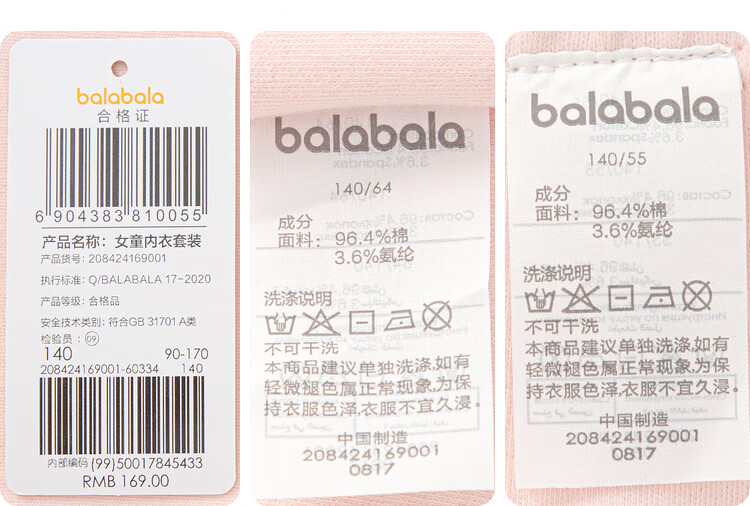 balabala
合格证
6 904383 810055
产品名称：女童内衣套装
产品货号：208424169001
执行标准：Q/BALABALA 17-2020
产品等级：合格品
安全技术类别：符合GB 31701 A类
检验员：09
140 90-170
208424169001-60334 140
内部编码 (99)50017845433
RMB 169.00
balabala
140/64
成分
面料：96.4%棉
3.6%氨纶
洗涤说明
不可干洗
本商品建议单独洗涤,如有
轻微褪色属正常现象,为保
持衣服色泽,衣服不宜久浸。
中国制造
208424169001
0817
balabala
140/55
成分
面料：96.4%棉
3.6%氨纶
洗涤说明
不可干洗
本商品建议单独洗涤,如有
轻微褪色属正常现象,为保
持衣服色泽,衣服不宜久浸。
中国制造
208424169001
0817